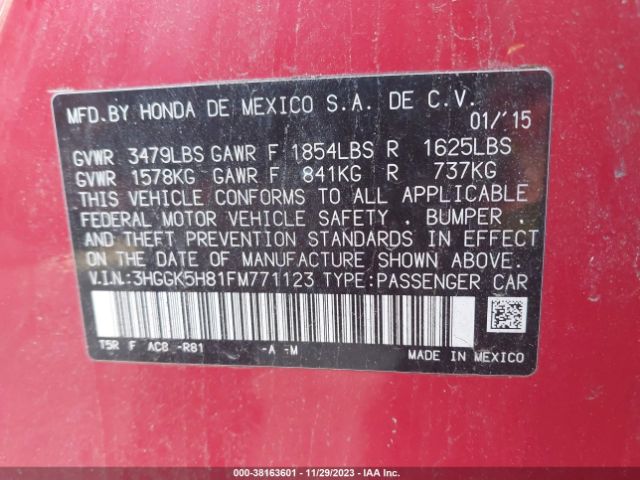 MFD.BY HONDA DE MEXICO S.A. DE C.V.
01/'15
GVWR 3479LBS GAWR F 1854LBS R 1625LBS
GVWR 1578KG GAWR F 841KG R 737KG
THIS VEHICLE CONFORMS TO ALL APPLICABLE
FEDERAL MOTOR VEHICLE SAFETY , BUMPER ,
AND THEFT PREVENTION STANDARDS IN EFFECT
ON THE DATE OF MANUFACTURE SHOWN ABOVE.
V.I.N.:3HGGK5H81FM771123 TYPE:PASSENGER CAR
T5R F AC8 -R81 -A -M
MADE IN MEXICO
000-38163601 - 11/29/2023 - IAA Inc.